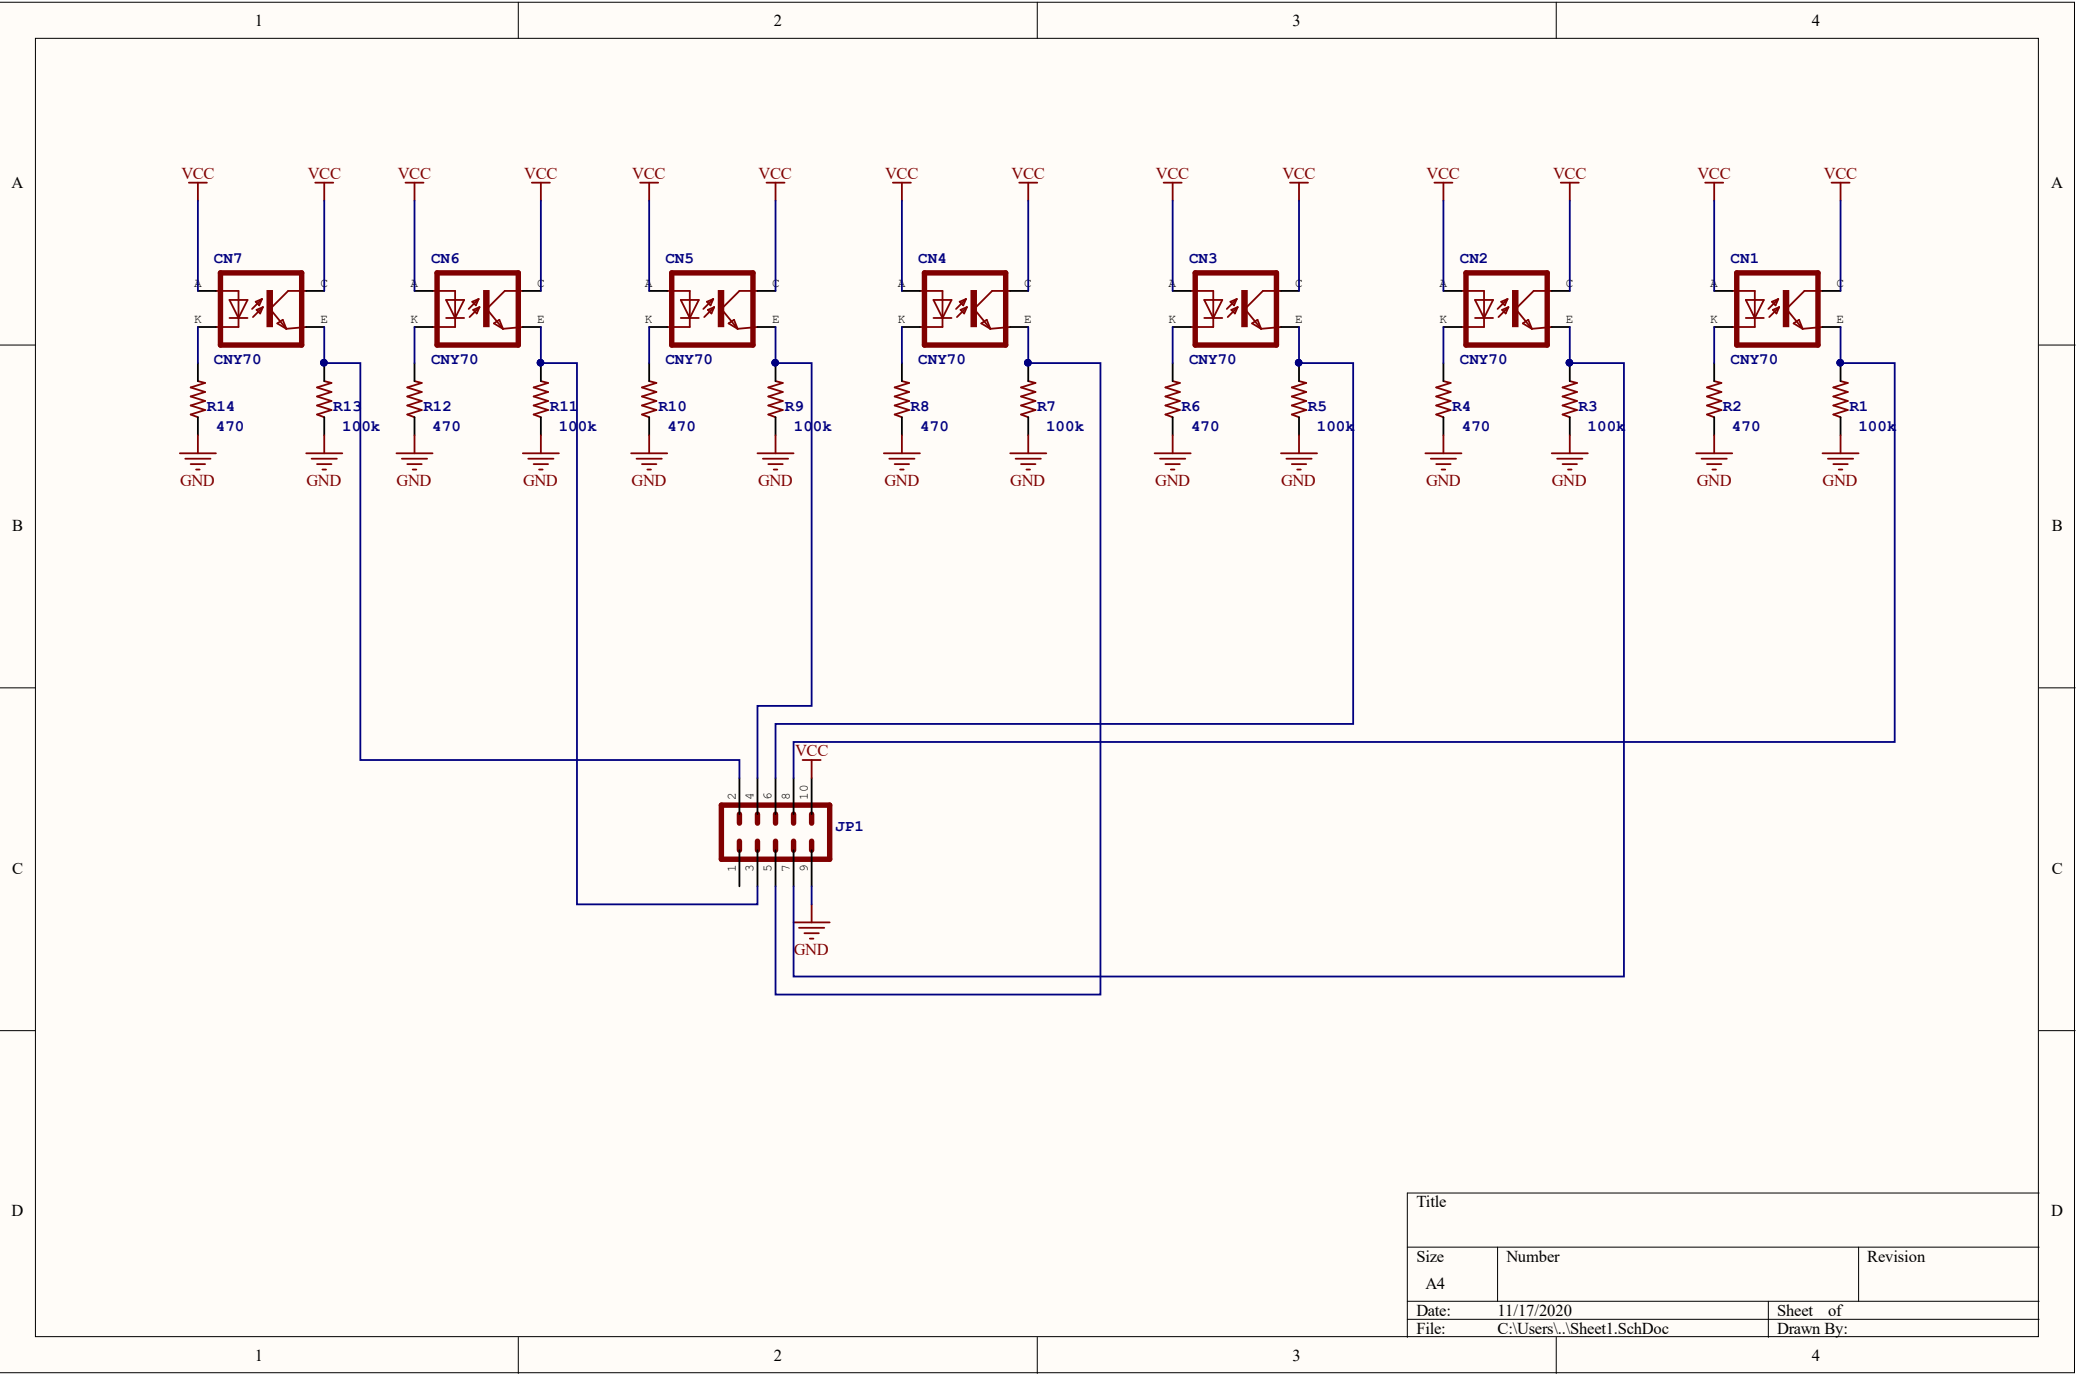 1 2 3 4
A A
VCC VCC VCC VCC VCC VCC VCC VCC VCC VCC VCC VCC VCC VCC
CN7 CN6 CN5 CN4 CN3 CN2 CN1
A C A C A C A C A C A C A C
K E K E K E K E K E K E K E
CNY70 CNY70 CNY70 CNY70 CNY70 CNY70 CNY70
R14 R13 R12 R11 R10 R9 R8 R7 R6 R5 R4 R3 R2 R1
470 100k 470 100k 470 100k 470 100k 470 100k 470 100k 470 100k
GND GND GND GND GND GND GND GND GND GND GND GND GND GND
B B
VCC
2 4 6 8 10
JP1
1 3 5 7 9
C C
GND
D D
Title
Size Number Revision
A4
Date: 11/17/2020 Sheet of
File: C:\Users\..\Sheet1.SchDoc Drawn By:
1 2 3 4